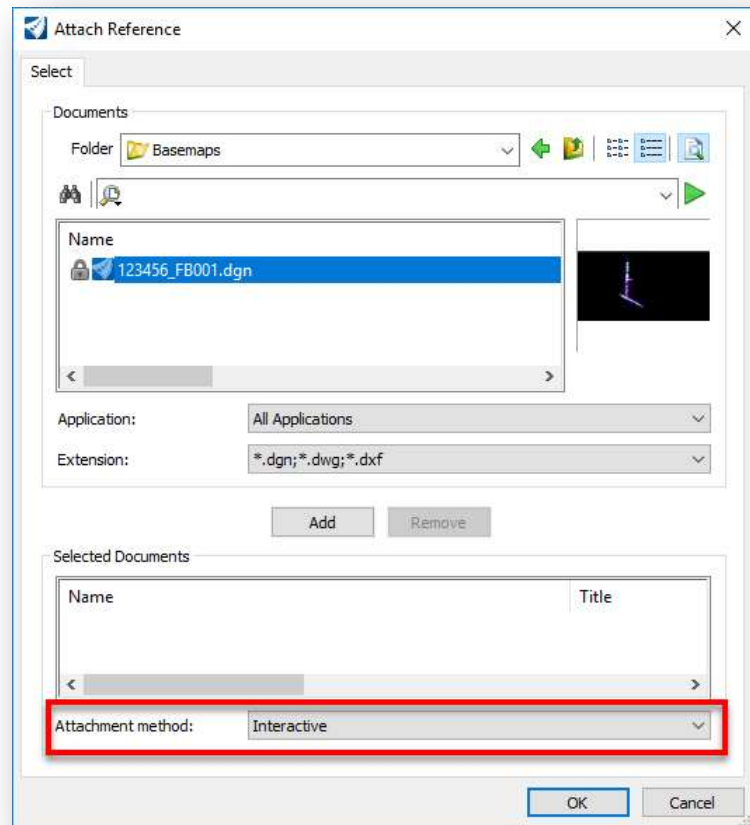 Attach Reference
Select
Documents
Folder Basemaps
Name
123456_FB001.dgn
Application: All Applications
Extension: *.dgn;*.dwg;*.dxf
Add Remove
Selected Documents
Name Title
Attachment method: Interactive
OK Cancel